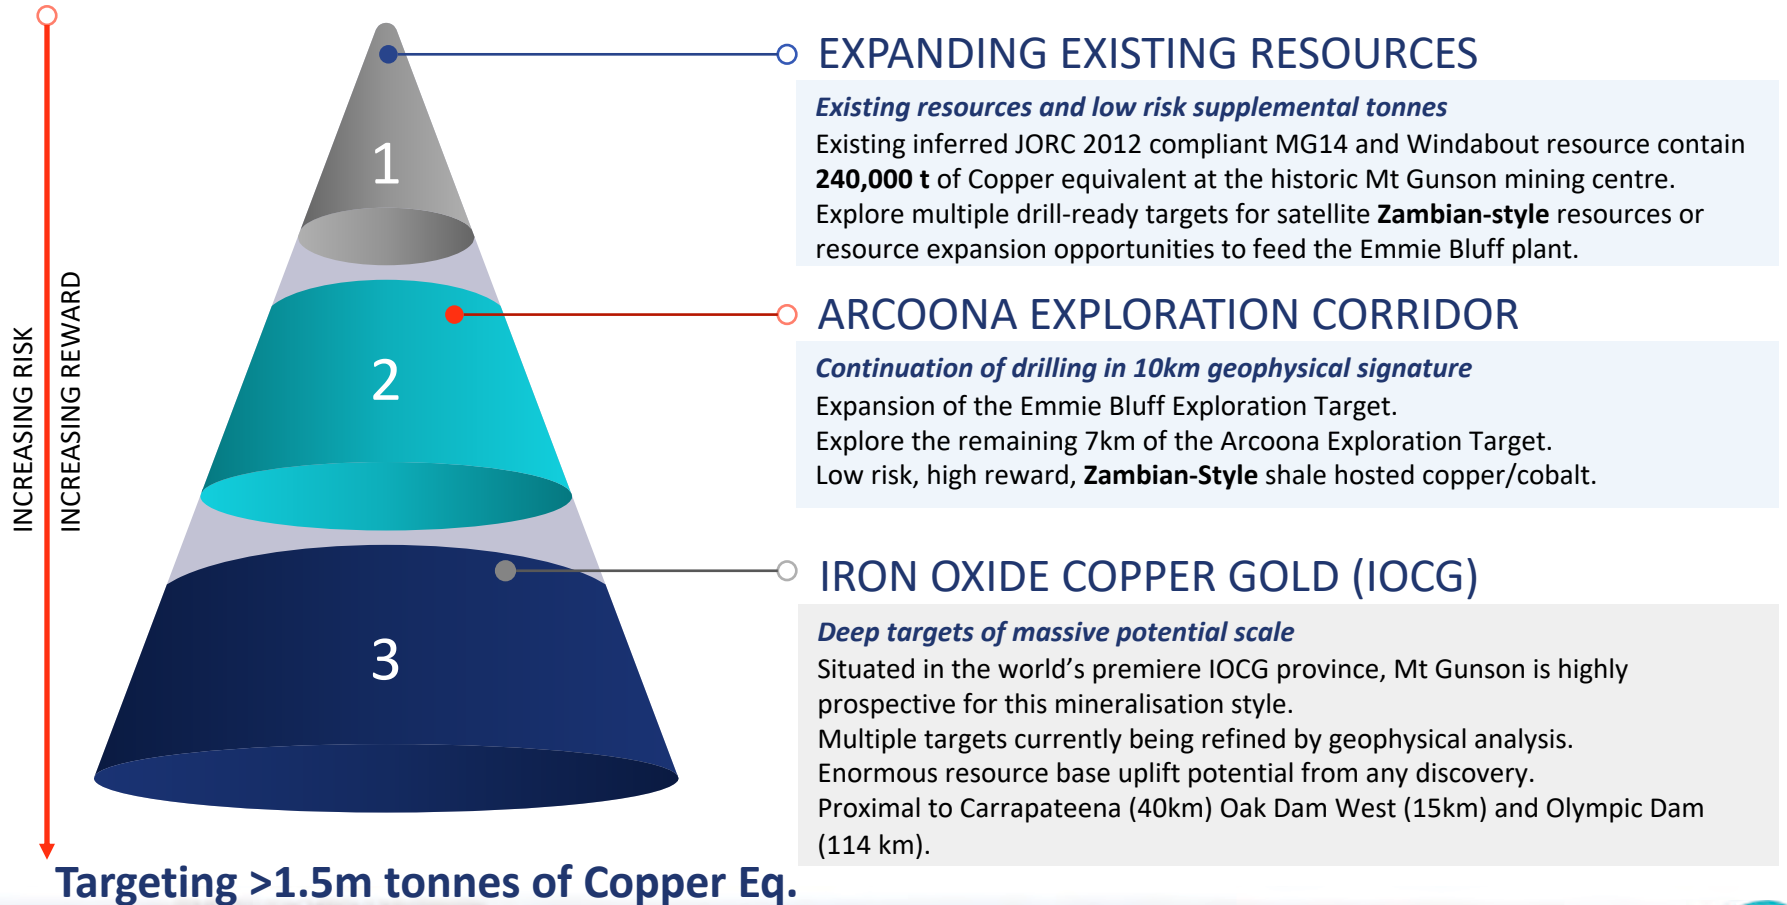 INCREASING RISK
INCREASING REWARD
1
2
3
EXPANDING EXISTING RESOURCES
Existing resources and low risk supplemental tonnes
Existing inferred JORC 2012 compliant MG14 and Windabout resource contain
240,000 t of Copper equivalent at the historic Mt Gunson mining centre.
Explore multiple drill-ready targets for satellite Zambian-style resources or
resource expansion opportunities to feed the Emmie Bluff plant.
ARCOONA EXPLORATION CORRIDOR
Continuation of drilling in 10km geophysical signature
Expansion of the Emmie Bluff Exploration Target.
Explore the remaining 7km of the Arcoona Exploration Target.
Low risk, high reward, Zambian-Style shale hosted copper/cobalt.
IRON OXIDE COPPER GOLD (IOCG)
Deep targets of massive potential scale
Situated in the world’s premiere IOCG province, Mt Gunson is highly
prospective for this mineralisation style.
Multiple targets currently being refined by geophysical analysis.
Enormous resource base uplift potential from any discovery.
Proximal to Carrapateena (40km) Oak Dam West (15km) and Olympic Dam
(114 km).
Targeting >1.5m tonnes of Copper Eq.